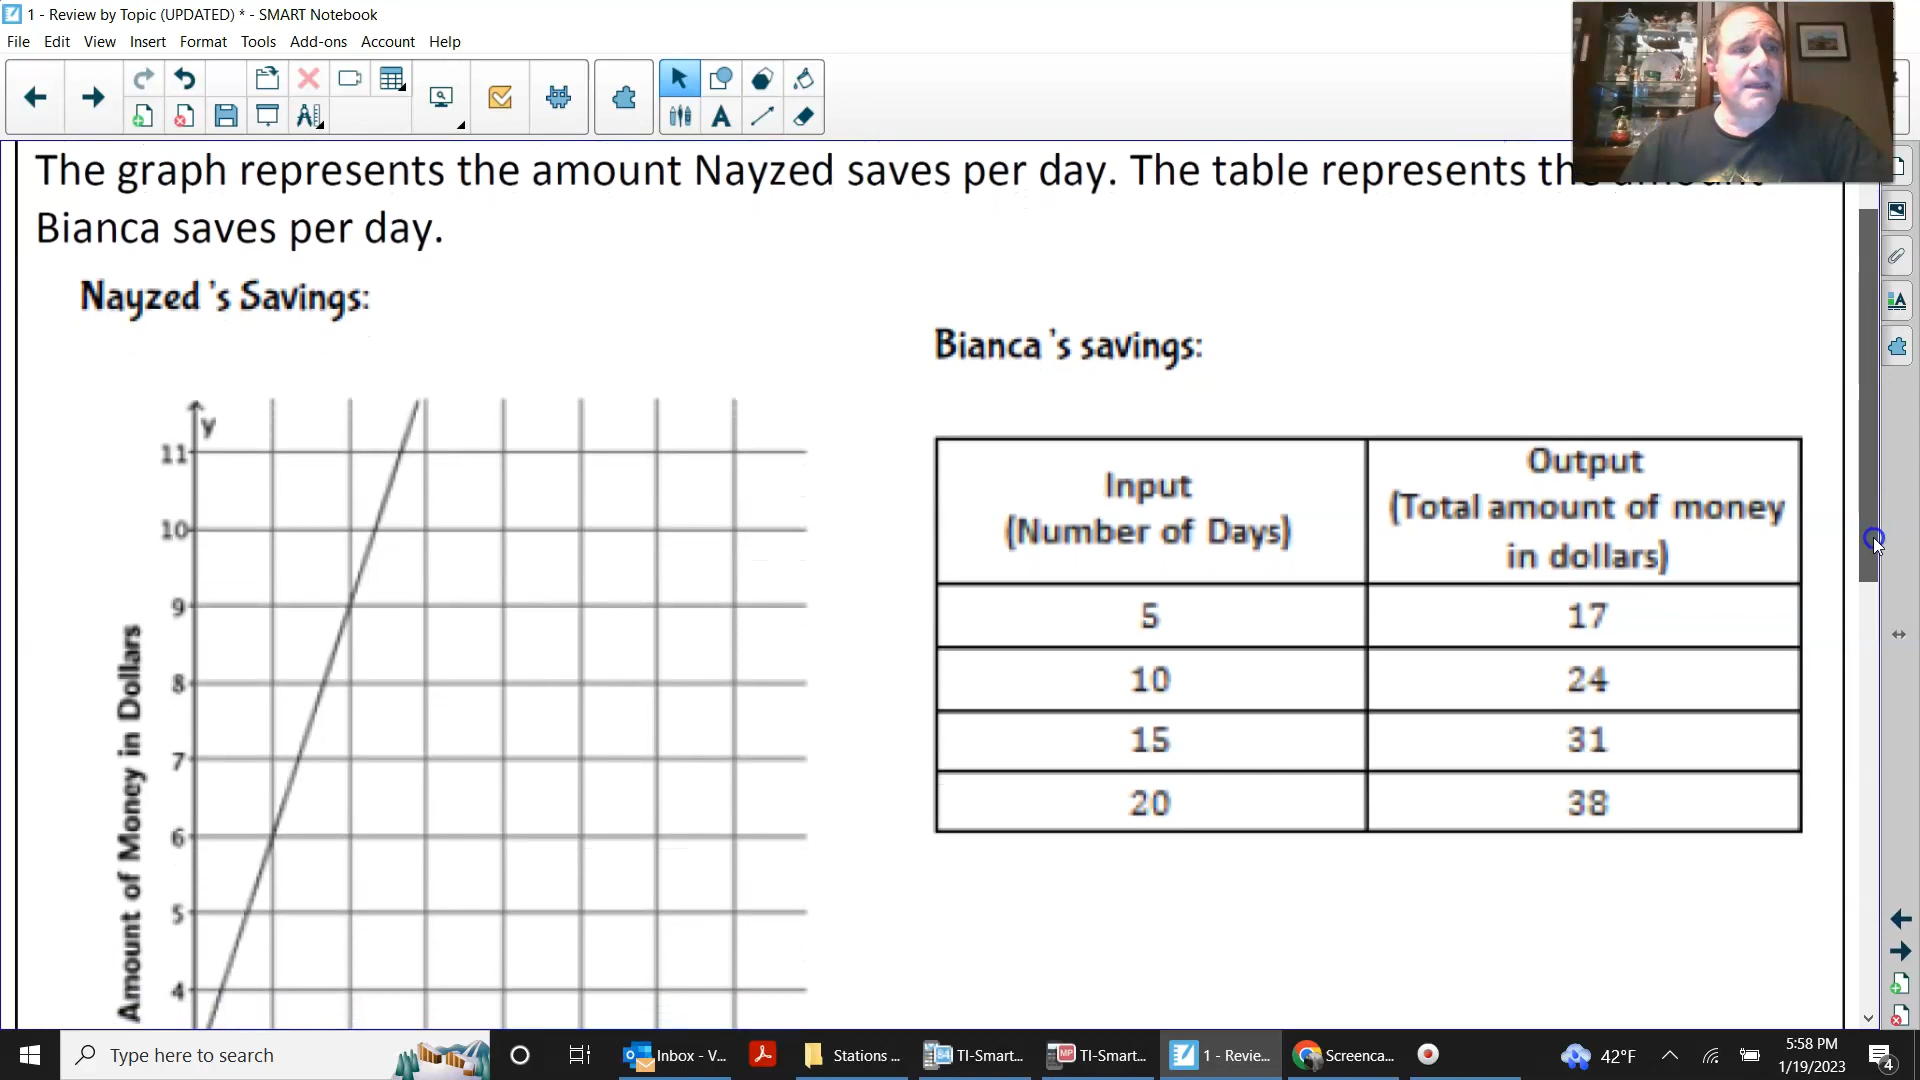 1 - Review by Topic (UPDATED) * - SMART Notebook
File Edit View Insert Format Tools Add-ons Account Help
The graph represents the amount Nayzed saves per day. The table represents the amount
Bianca saves per day.
Nayzed 's Savings:
Bianca 's savings:
y
11
10
9
8
7
6
5
4
Amount of Money in Dollars
Input
(Number of Days)
Output
(Total amount of money
in dollars)
5 17
10 24
15 31
20 38
Type here to search
Inbox - V...
Stations ...
TI-Smart...
TI-Smart...
1 - Revie...
Screenca...
42°F
5:58 PM
1/19/2023
4